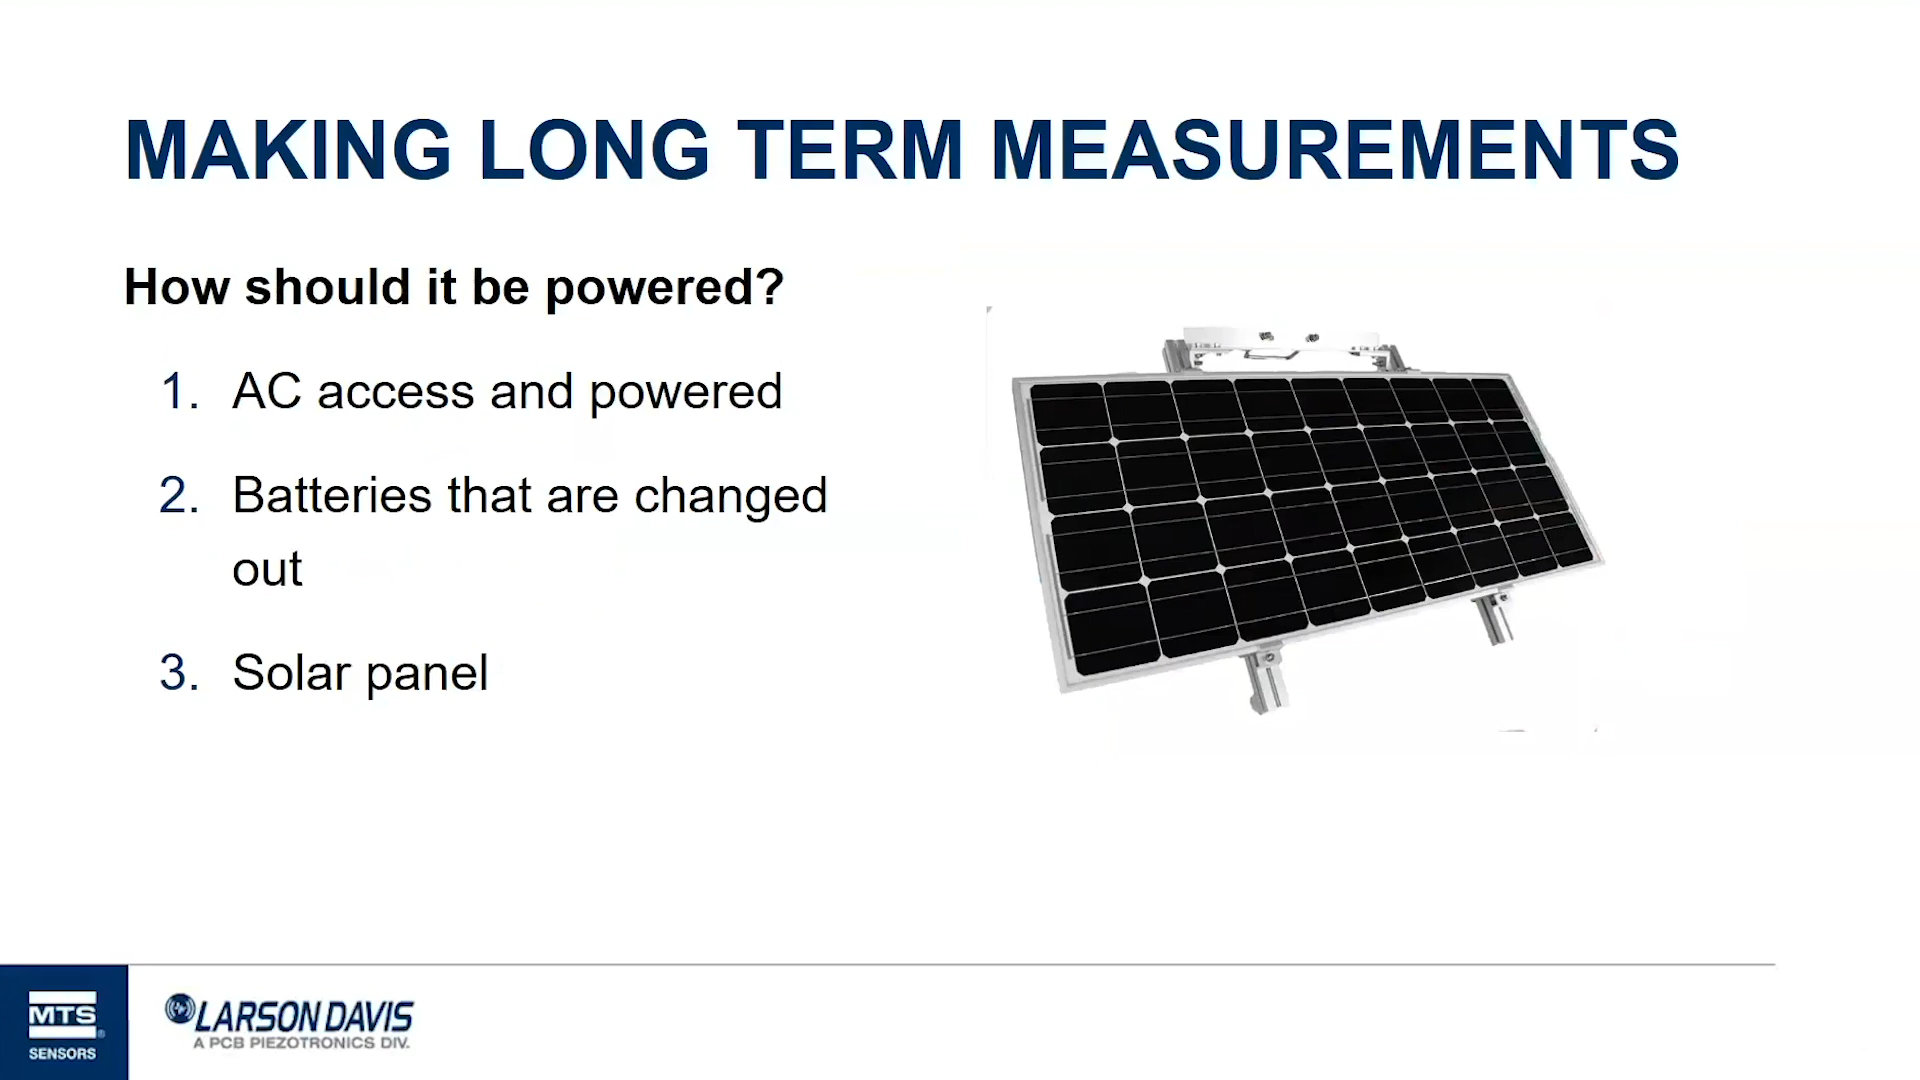 MAKING LONG TERM MEASUREMENTS
How should it be powered?
1. AC access and powered
2. Batteries that are changed
out
3. Solar panel
MTS®
SENSORS
LARSON DAVIS
A PCB PIEZOTRONICS DIV.